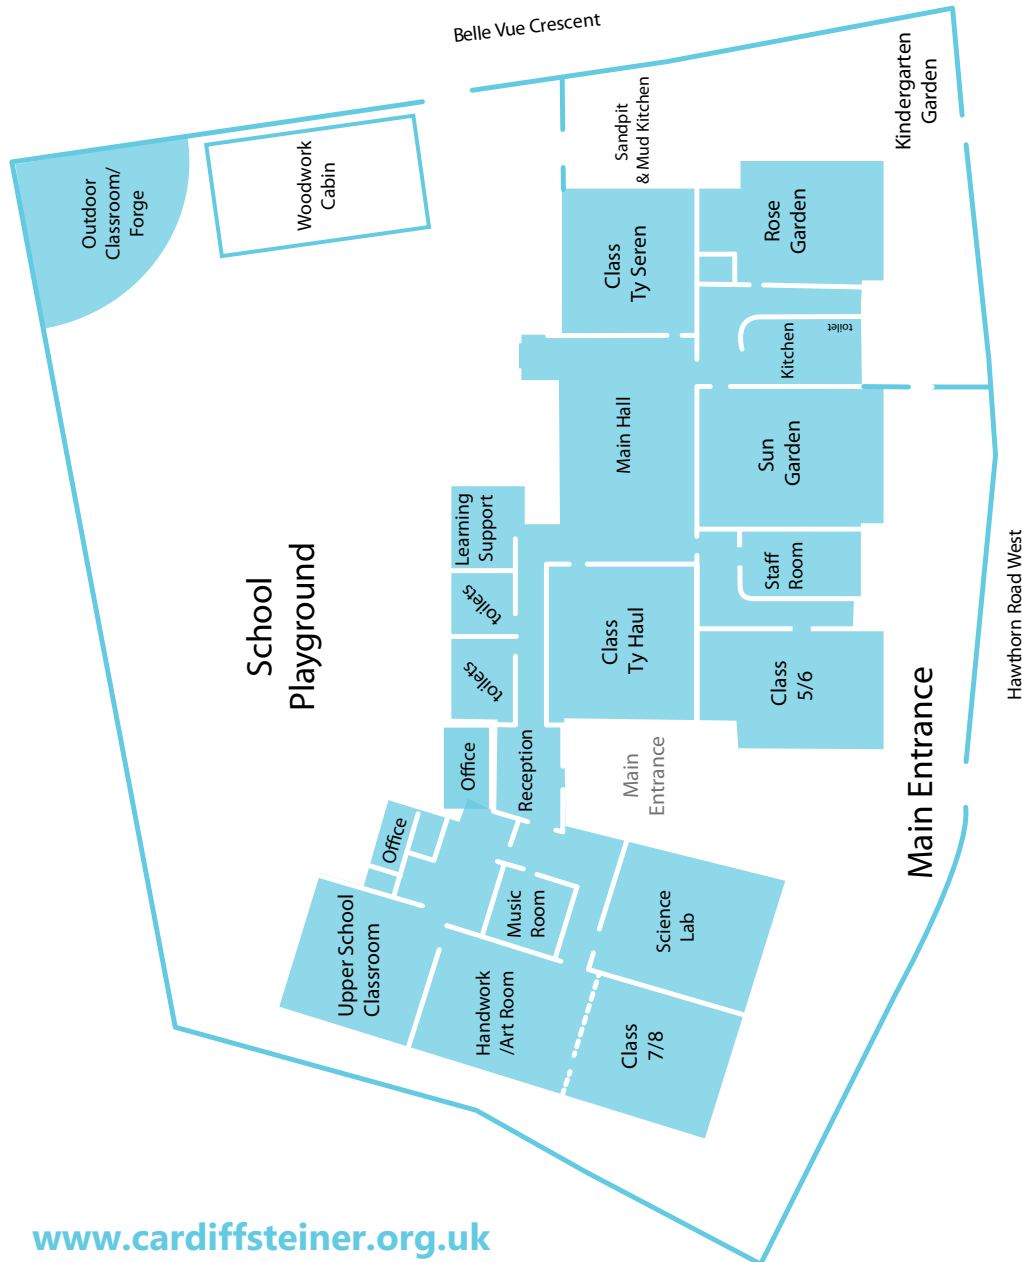 Belle Vue Crescent
Kindergarten
Garden
Sandpit
& Mud Kitchen
Outdoor
Classroom/
Forge
Woodwork
Cabin
Rose
Garden
Class
Ty Seren
toilet
Kitchen
Main Hall
Sun
Garden
Learning
Support
School
Playground
toilets
Staff
Room
Class
Ty Haul
toilets
Class
5/6
Hawthorn Road West
Office
Reception
Main
Entrance
Main Entrance
Office
Music
Room
Science
Lab
Upper School
Classroom
Handwork
/Art Room
Class
7/8
www.cardiffsteiner.org.uk